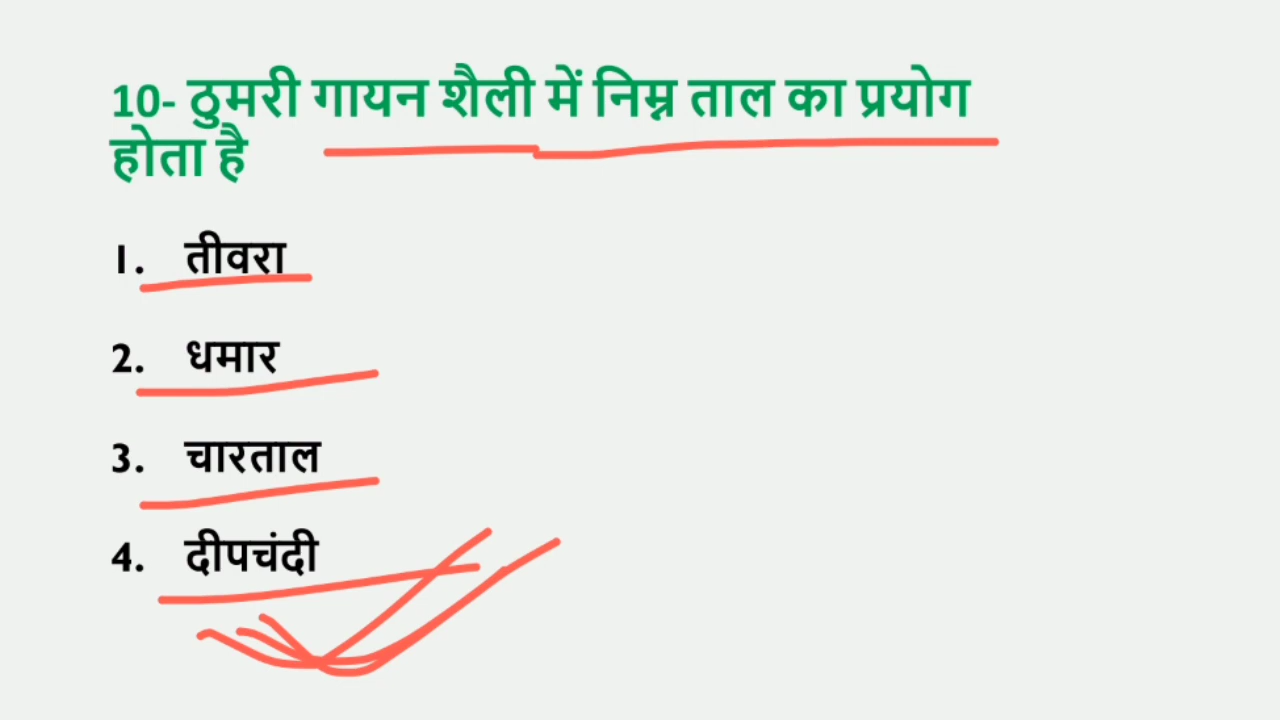 10- ठुमरी गायन शैली में निम्न ताल का प्रयोग
होता है
1. तीवरा
2. धमार
3. चारताल
4. दीपचंदी